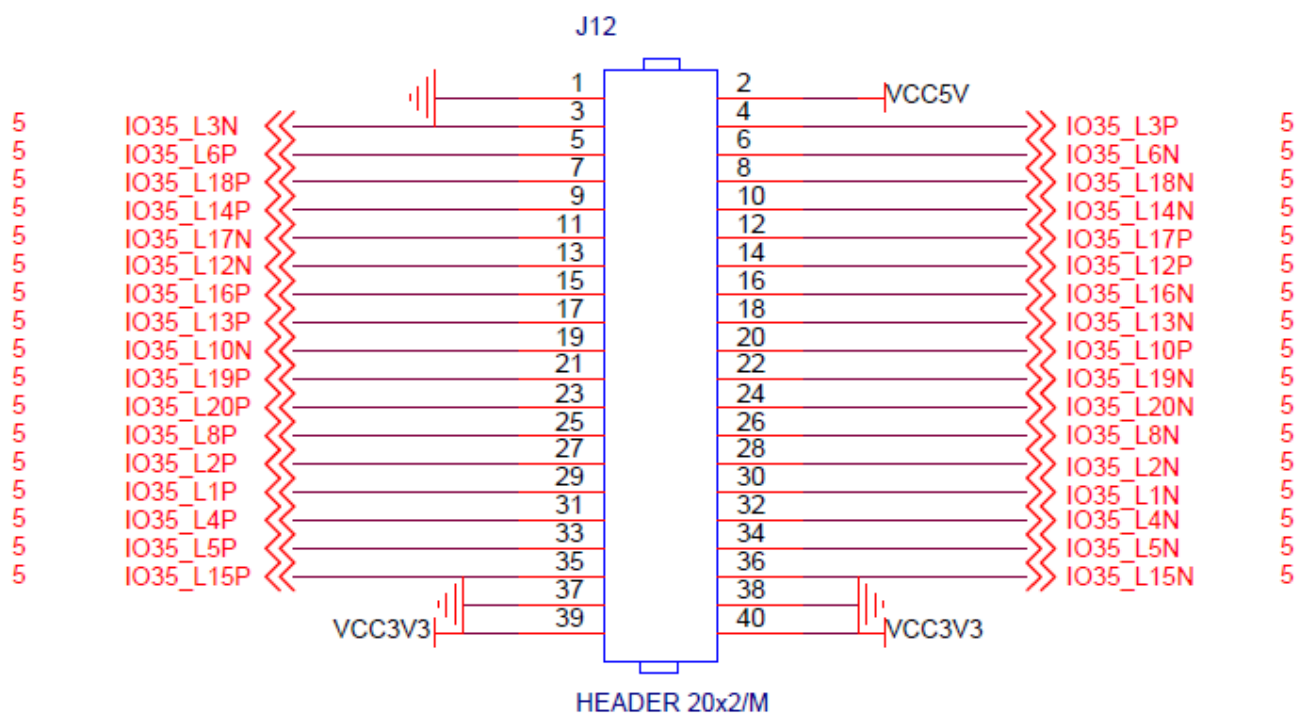 J12
1 2 VCC5V
5 IO35_L3N 3 4 IO35_L3P 5
5 IO35_L6P 5 6 IO35_L6N 5
5 IO35_L18P 7 8 IO35_L18N 5
5 IO35_L14P 9 10 IO35_L14N 5
5 IO35_L17N 11 12 IO35_L17P 5
5 IO35_L12N 13 14 IO35_L12P 5
5 IO35_L16P 15 16 IO35_L16N 5
5 IO35_L13P 17 18 IO35_L13N 5
5 IO35_L10N 19 20 IO35_L10P 5
5 IO35_L19P 21 22 IO35_L19N 5
5 IO35_L20P 23 24 IO35_L20N 5
5 IO35_L8P 25 26 IO35_L8N 5
5 IO35_L2P 27 28 IO35_L2N 5
5 IO35_L1P 29 30 IO35_L1N 5
5 IO35_L4P 31 32 IO35_L4N 5
5 IO35_L5P 33 34 IO35_L5N 5
5 IO35_L15P 35 36 IO35_L15N 5
37 38
VCC3V3 39 40 VCC3V3
HEADER 20x2/M